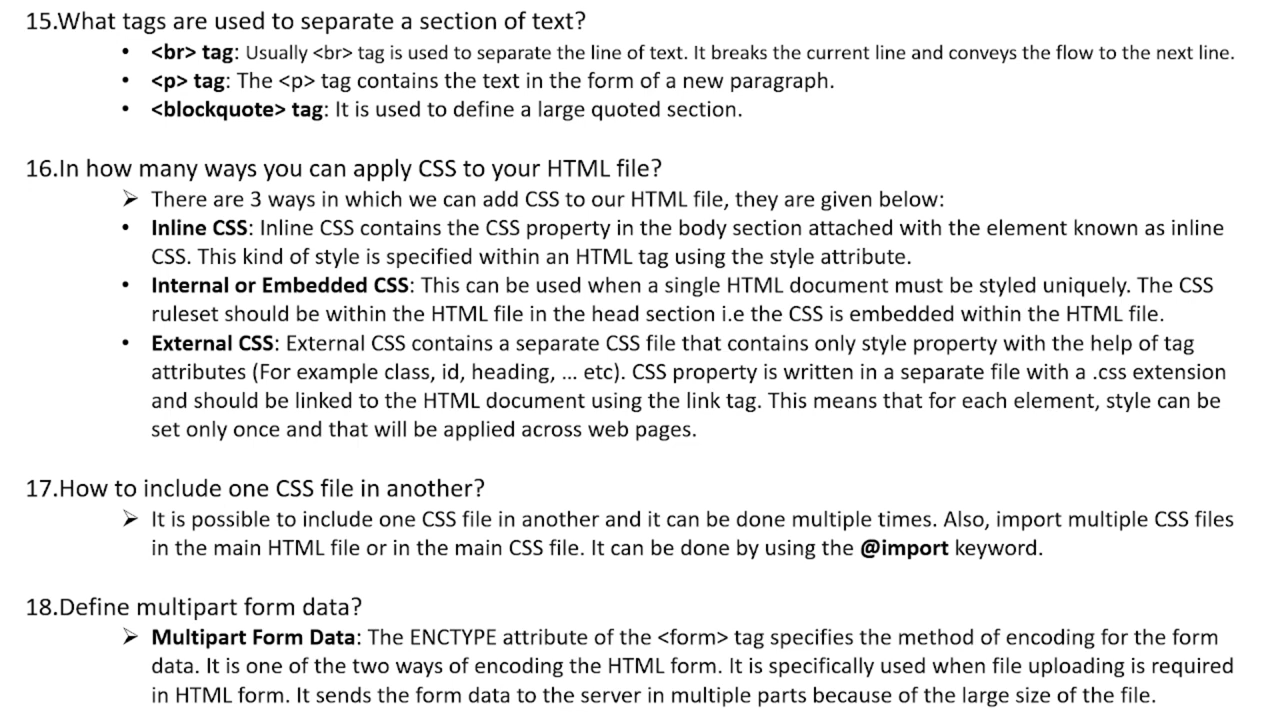 15.What tags are used to separate a section of text?
• <br> tag: Usually <br> tag is used to separate the line of text. It breaks the current line and conveys the flow to the next line.
• <p> tag: The <p> tag contains the text in the form of a new paragraph.
• <blockquote> tag: It is used to define a large quoted section.
16.In how many ways you can apply CSS to your HTML file?
➢ There are 3 ways in which we can add CSS to our HTML file, they are given below:
• Inline CSS: Inline CSS contains the CSS property in the body section attached with the element known as inline
CSS. This kind of style is specified within an HTML tag using the style attribute.
• Internal or Embedded CSS: This can be used when a single HTML document must be styled uniquely. The CSS
ruleset should be within the HTML file in the head section i.e the CSS is embedded within the HTML file.
• External CSS: External CSS contains a separate CSS file that contains only style property with the help of tag
attributes (For example class, id, heading, ... etc). CSS property is written in a separate file with a .css extension
and should be linked to the HTML document using the link tag. This means that for each element, style can be
set only once and that will be applied across web pages.
17.How to include one CSS file in another?
➢ It is possible to include one CSS file in another and it can be done multiple times. Also, import multiple CSS files
in the main HTML file or in the main CSS file. It can be done by using the @import keyword.
18.Define multipart form data?
➢ Multipart Form Data: The ENCTYPE attribute of the <form> tag specifies the method of encoding for the form
data. It is one of the two ways of encoding the HTML form. It is specifically used when file uploading is required
in HTML form. It sends the form data to the server in multiple parts because of the large size of the file.